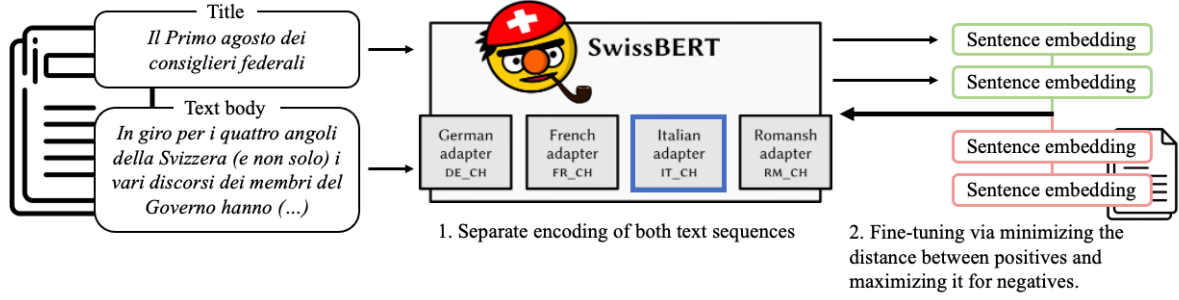 Title
Il Primo agosto dei
consiglieri federali
Text body
In giro per i quattro angoli
della Svizzera (e non solo) i
vari discorsi dei membri del
Governo hanno (…)
SwissBERT
German
adapter
DE_CH
French
adapter
FR_CH
Italian
adapter
IT_CH
Romansh
adapter
RM_CH
1. Separate encoding of both text sequences
Sentence embedding
Sentence embedding
Sentence embedding
Sentence embedding
2. Fine-tuning via minimizing the
distance between positives and
maximizing it for negatives.